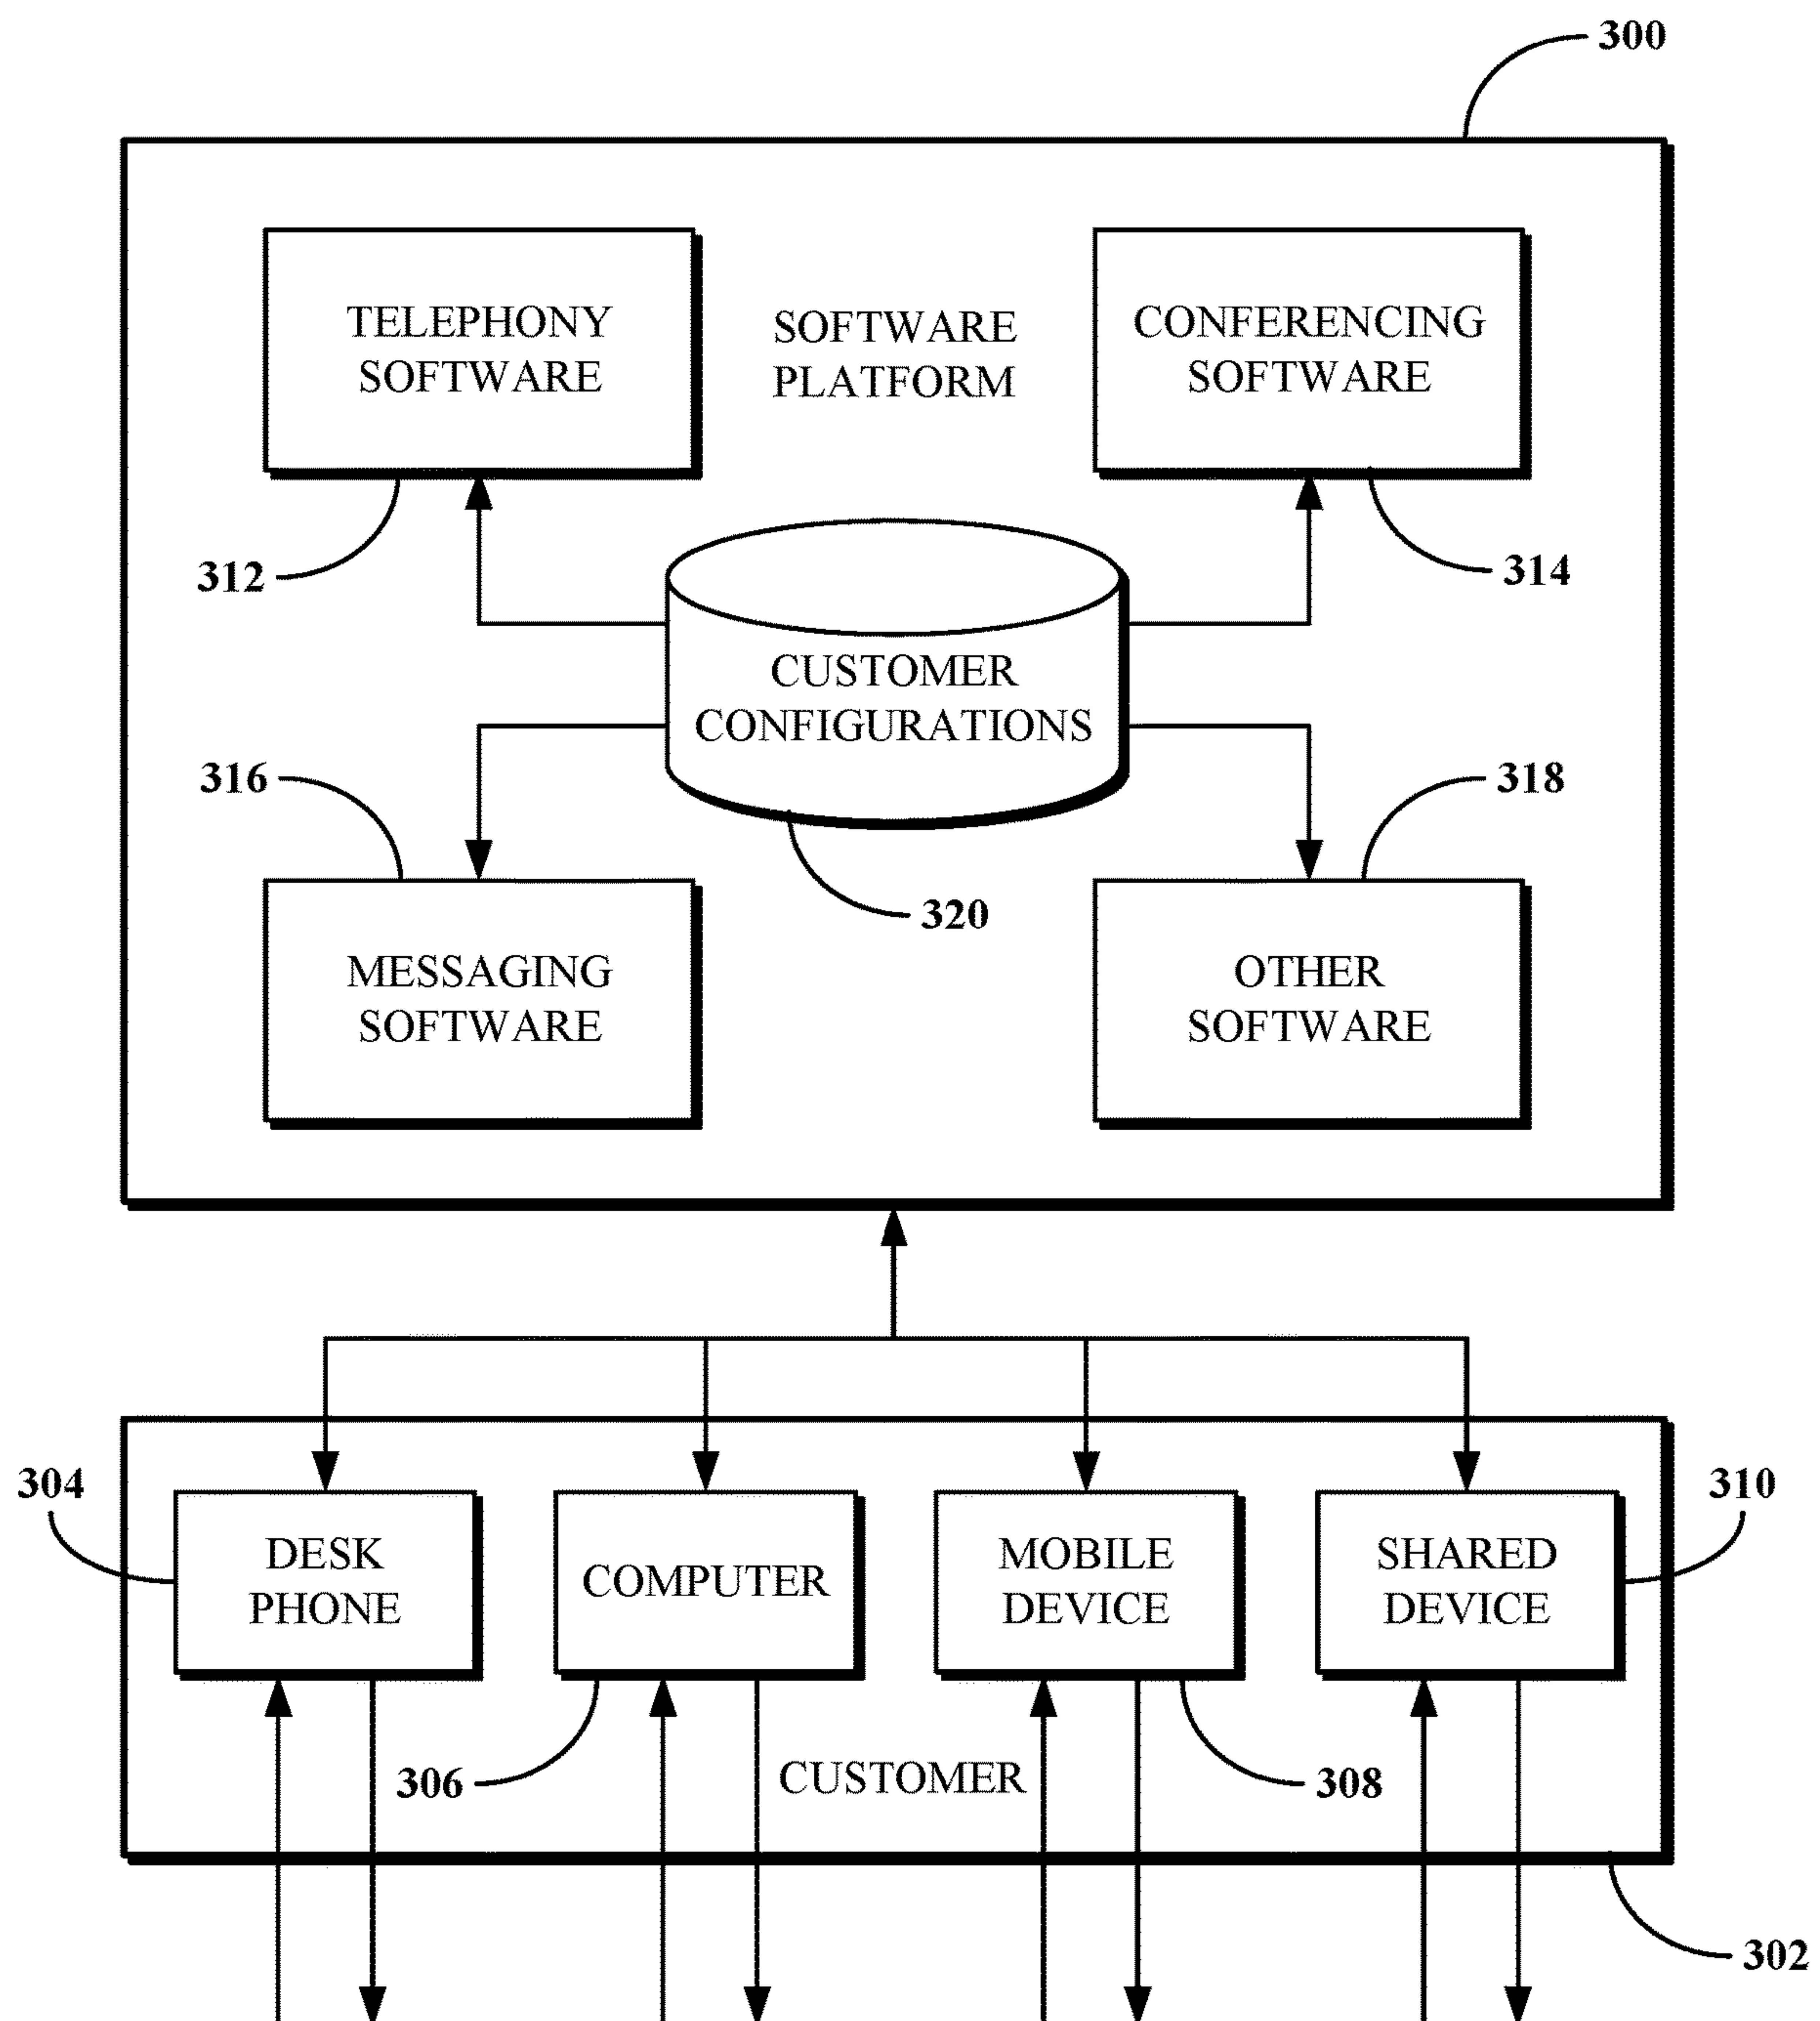 300
TELEPHONY
SOFTWARE
SOFTWARE
PLATFORM
CONFERENCING
SOFTWARE
312
314
CUSTOMER
CONFIGURATIONS
316
318
320
MESSAGING
SOFTWARE
OTHER
SOFTWARE
304
310
DESK
PHONE
COMPUTER
MOBILE
DEVICE
SHARED
DEVICE
306
CUSTOMER
308
302